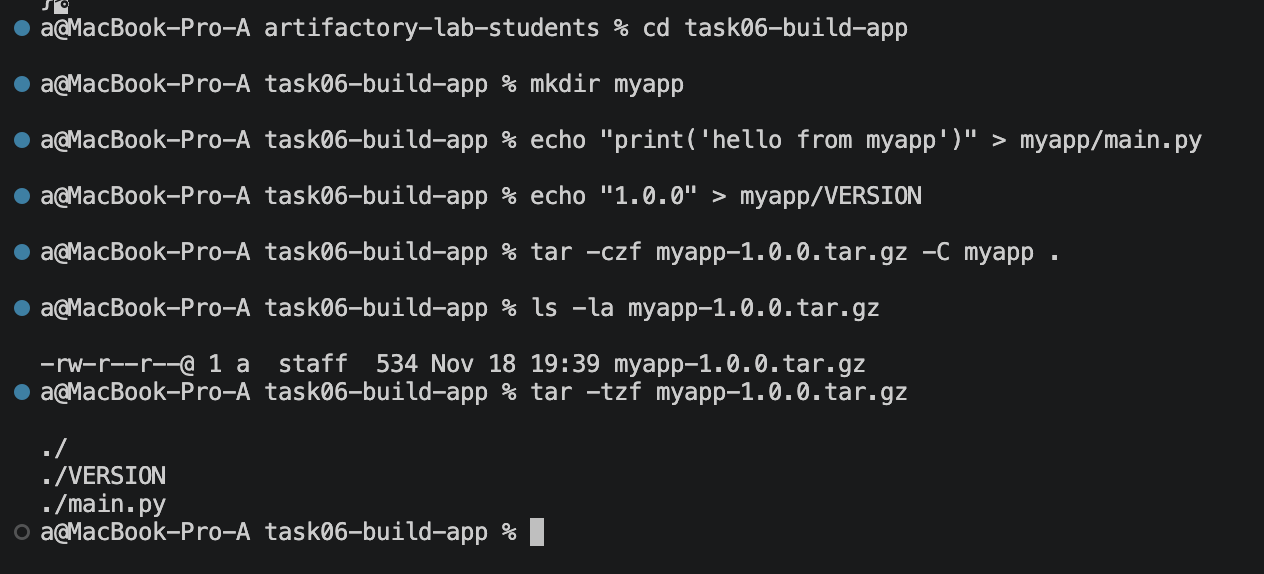 a@MacBook-Pro-A artifactory-lab-students % cd task06-build-app
a@MacBook-Pro-A task06-build-app % mkdir myapp
a@MacBook-Pro-A task06-build-app % echo "print('hello from myapp')" > myapp/main.py
a@MacBook-Pro-A task06-build-app % echo "1.0.0" > myapp/VERSION
a@MacBook-Pro-A task06-build-app % tar -czf myapp-1.0.0.tar.gz -C myapp .
a@MacBook-Pro-A task06-build-app % ls -la myapp-1.0.0.tar.gz
-rw-r--r--@ 1 a  staff  534 Nov 18 19:39 myapp-1.0.0.tar.gz
a@MacBook-Pro-A task06-build-app % tar -tzf myapp-1.0.0.tar.gz
./
./VERSION
./main.py
a@MacBook-Pro-A task06-build-app %